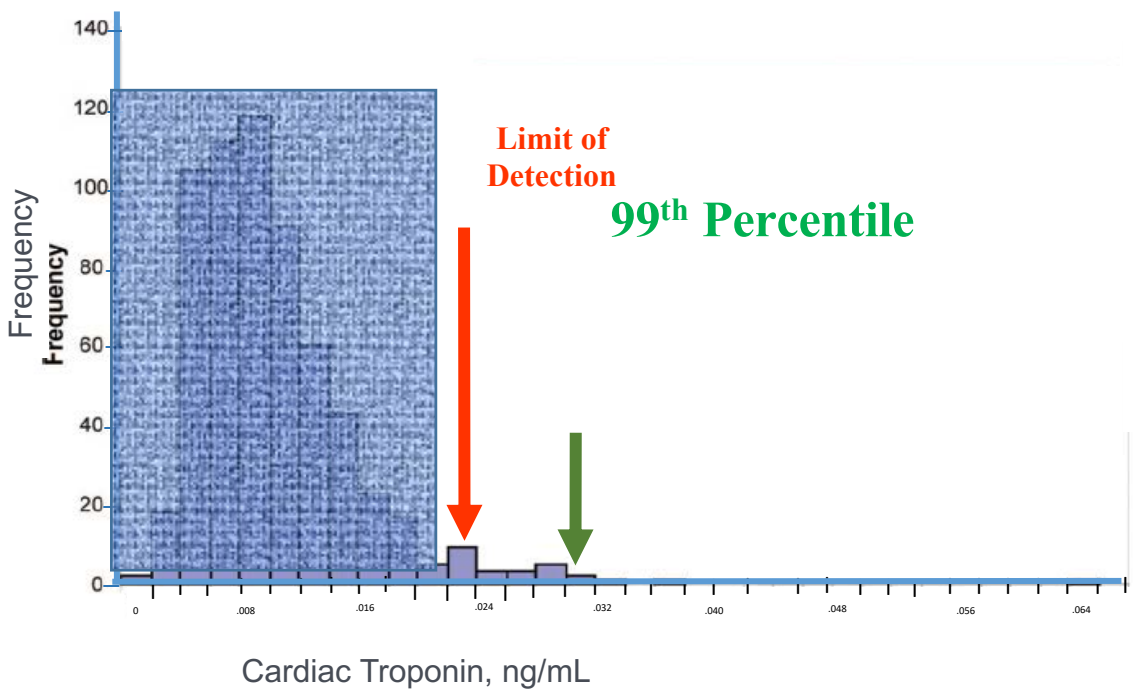 140
120
100
80
60
40
20
0
Frequency
Frequency
Limit of
Detection
99th Percentile
0 .008 .016 .024 .032 .040 .048 .056 .064
Cardiac Troponin, ng/mL